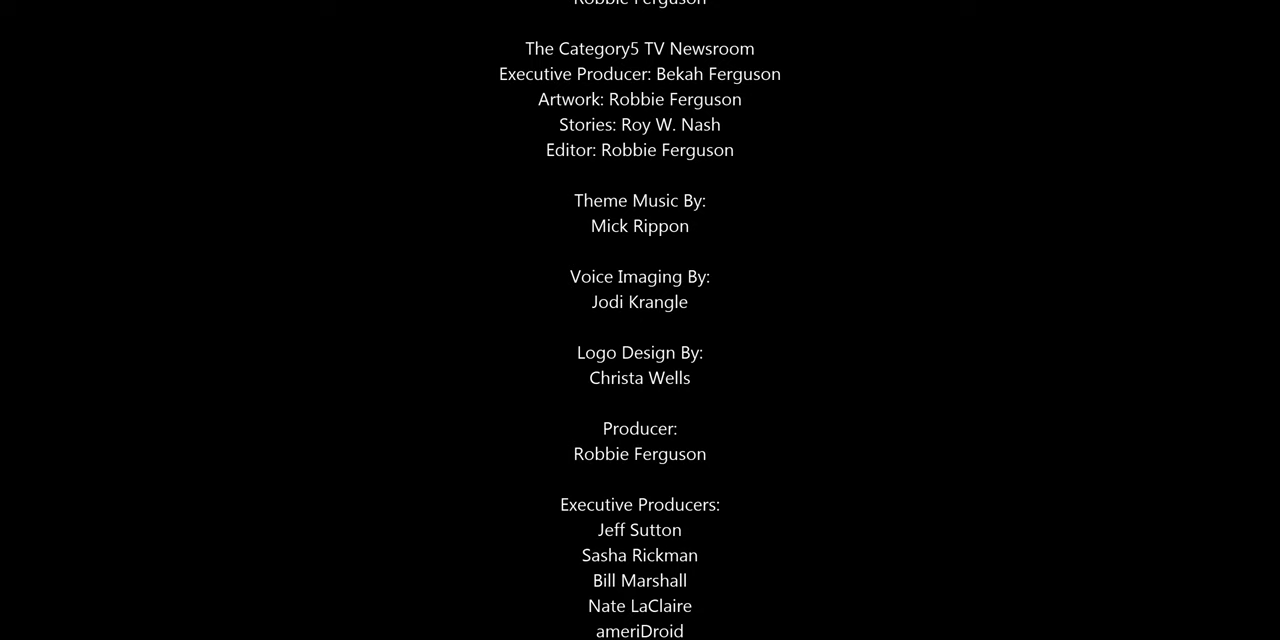 Robbie Ferguson
The Category5 TV Newsroom
Executive Producer: Bekah Ferguson
Artwork: Robbie Ferguson
Stories: Roy W. Nash
Editor: Robbie Ferguson
Theme Music By:
Mick Rippon
Voice Imaging By:
Jodi Krangle
Logo Design By:
Christa Wells
Producer:
Robbie Ferguson
Executive Producers:
Jeff Sutton
Sasha Rickman
Bill Marshall
Nate LaClaire
ameriDroid